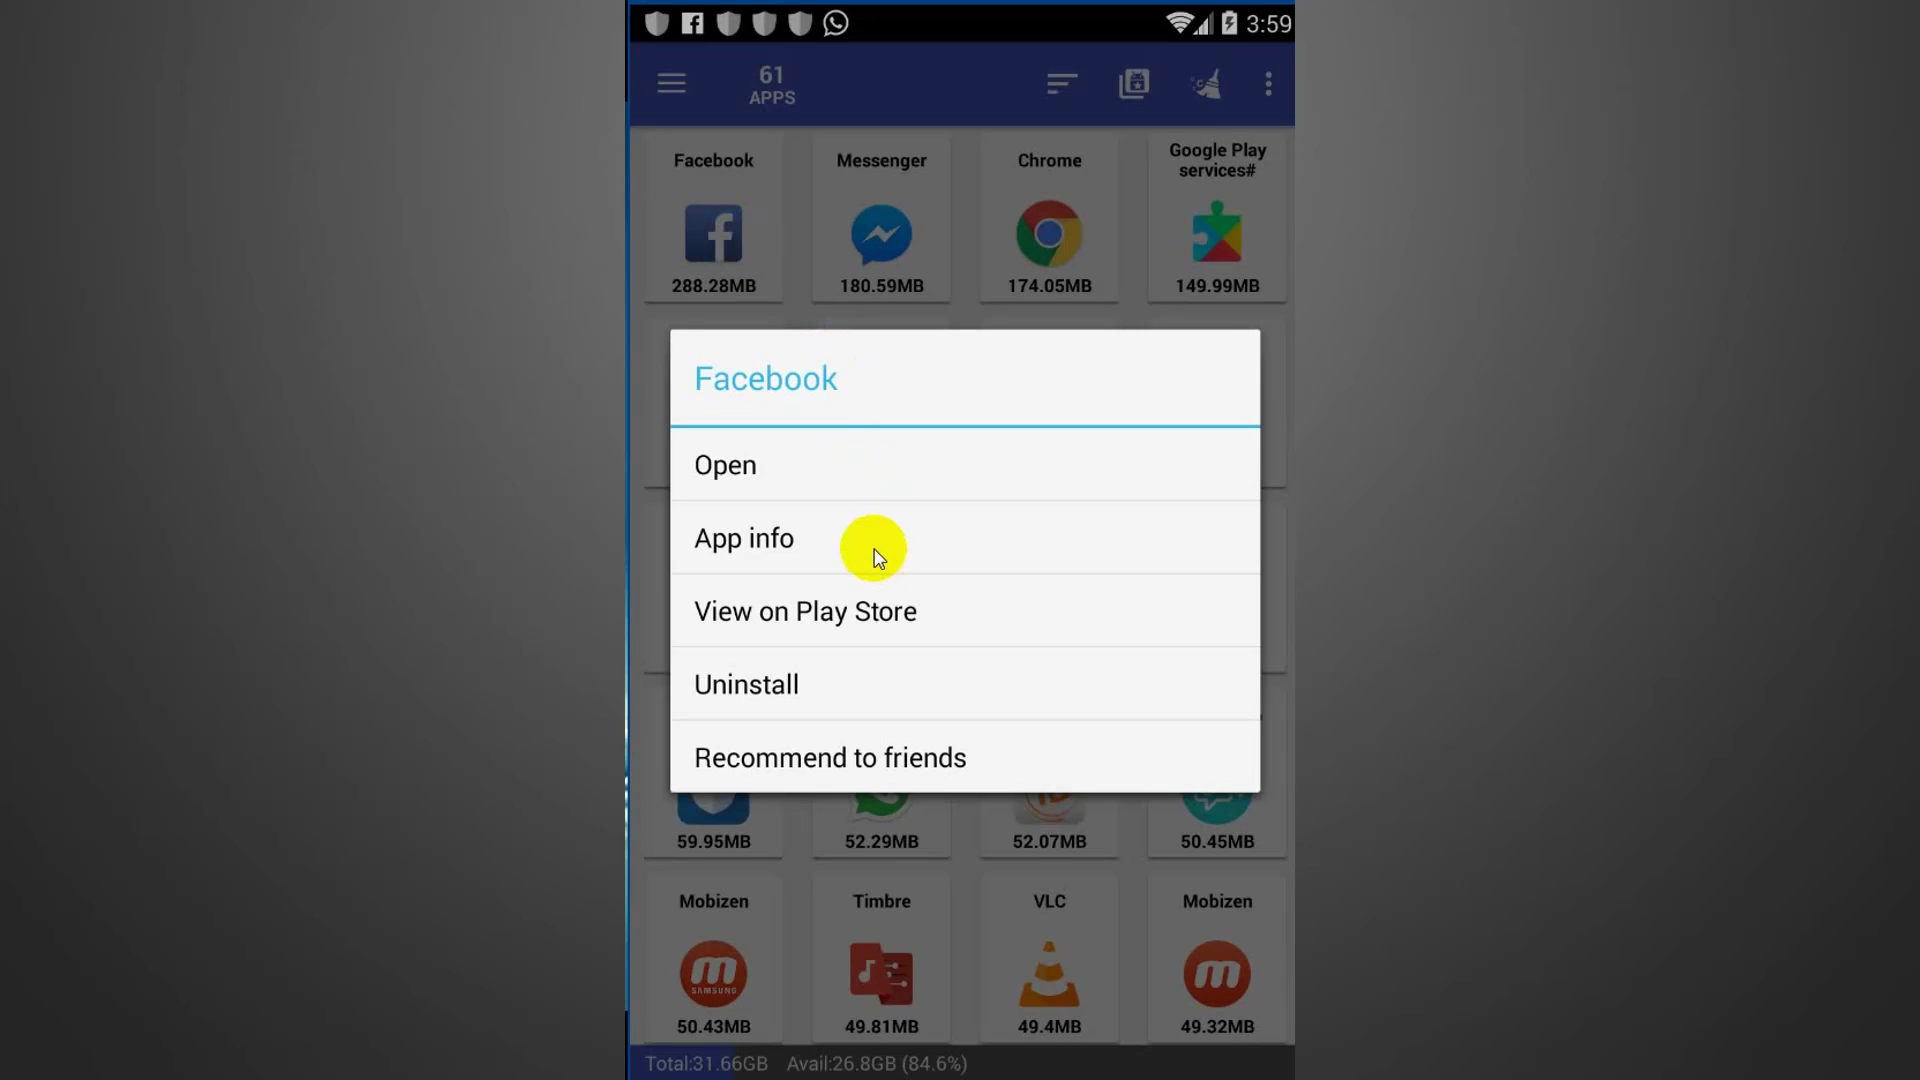 3:59
61
APPS
Facebook
Messenger
Chrome
Google Play
services#
288.28MB
180.59MB
174.05MB
149.99MB
Facebook
Open
App info
View on Play Store
Uninstall
Recommend to friends
59.95MB
52.29MB
52.07MB
50.45MB
Mobizen
Timbre
VLC
Mobizen
SAMSUNG
50.43MB
49.81MB
49.4MB
49.32MB
Total:31.66GB Avail:26.8GB (84.6%)